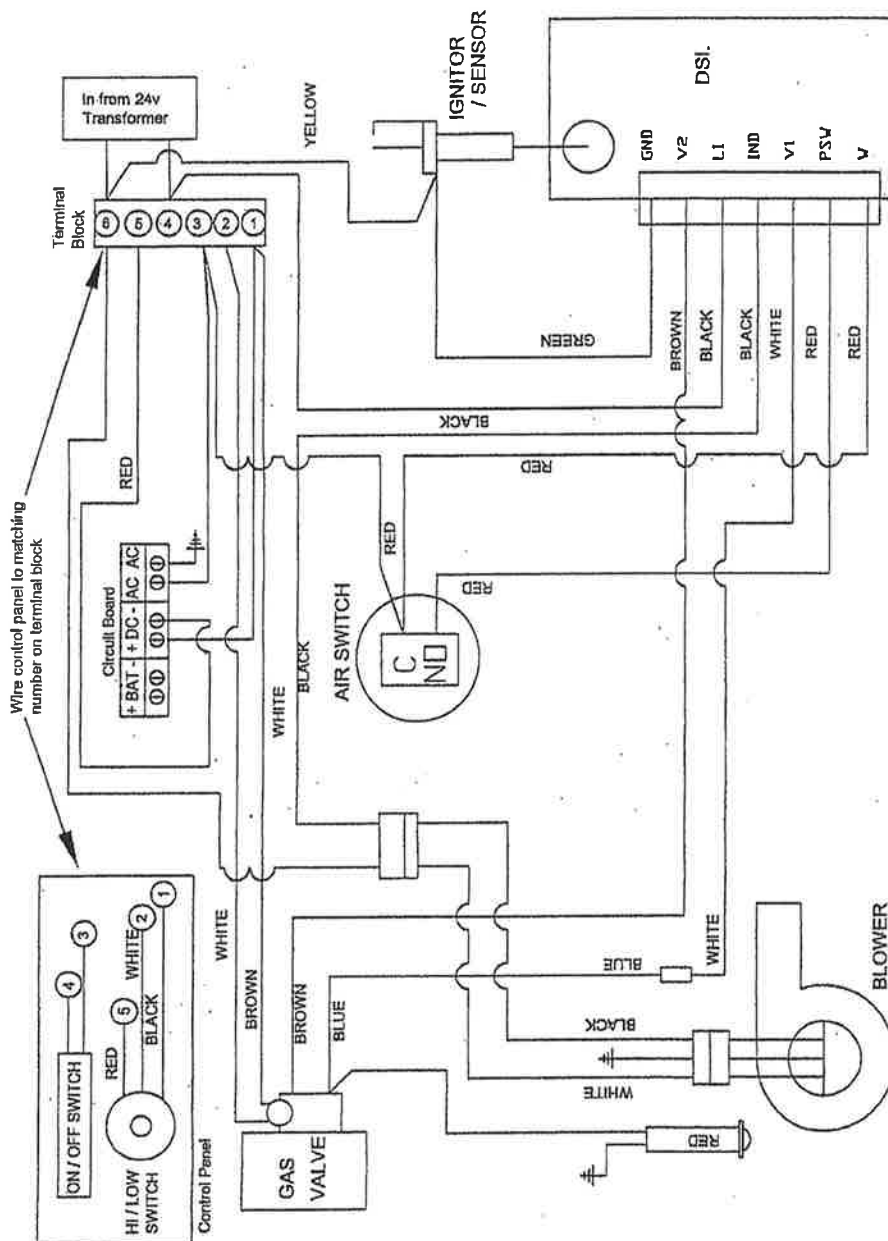 Wire control panel to matching
number on terminal block
ON / OFF SWITCH
4
3
HI / LOW
SWITCH
RED
5
WHITE
2
BLACK
1
Control Panel
Circuit Board
+ BAT -
+ DC -
AC
AC
RED
Terminal
Block
6
5
4
3
2
1
In from 24v
Transformer
YELLOW
IGNITOR
/ SENSOR
DSI.
GND
V2
L1
IND
V1
PSW
W
GREEN
BROWN
BLACK
BLACK
WHITE
RED
RED
BLACK
RED
RED
RED
AIR SWITCH
C
NO
WHITE
BLACK
WHITE
BROWN
BROWN
BLUE
GAS
VALVE
BLUE
WHITE
BLACK
WHITE
RED
BLOWER